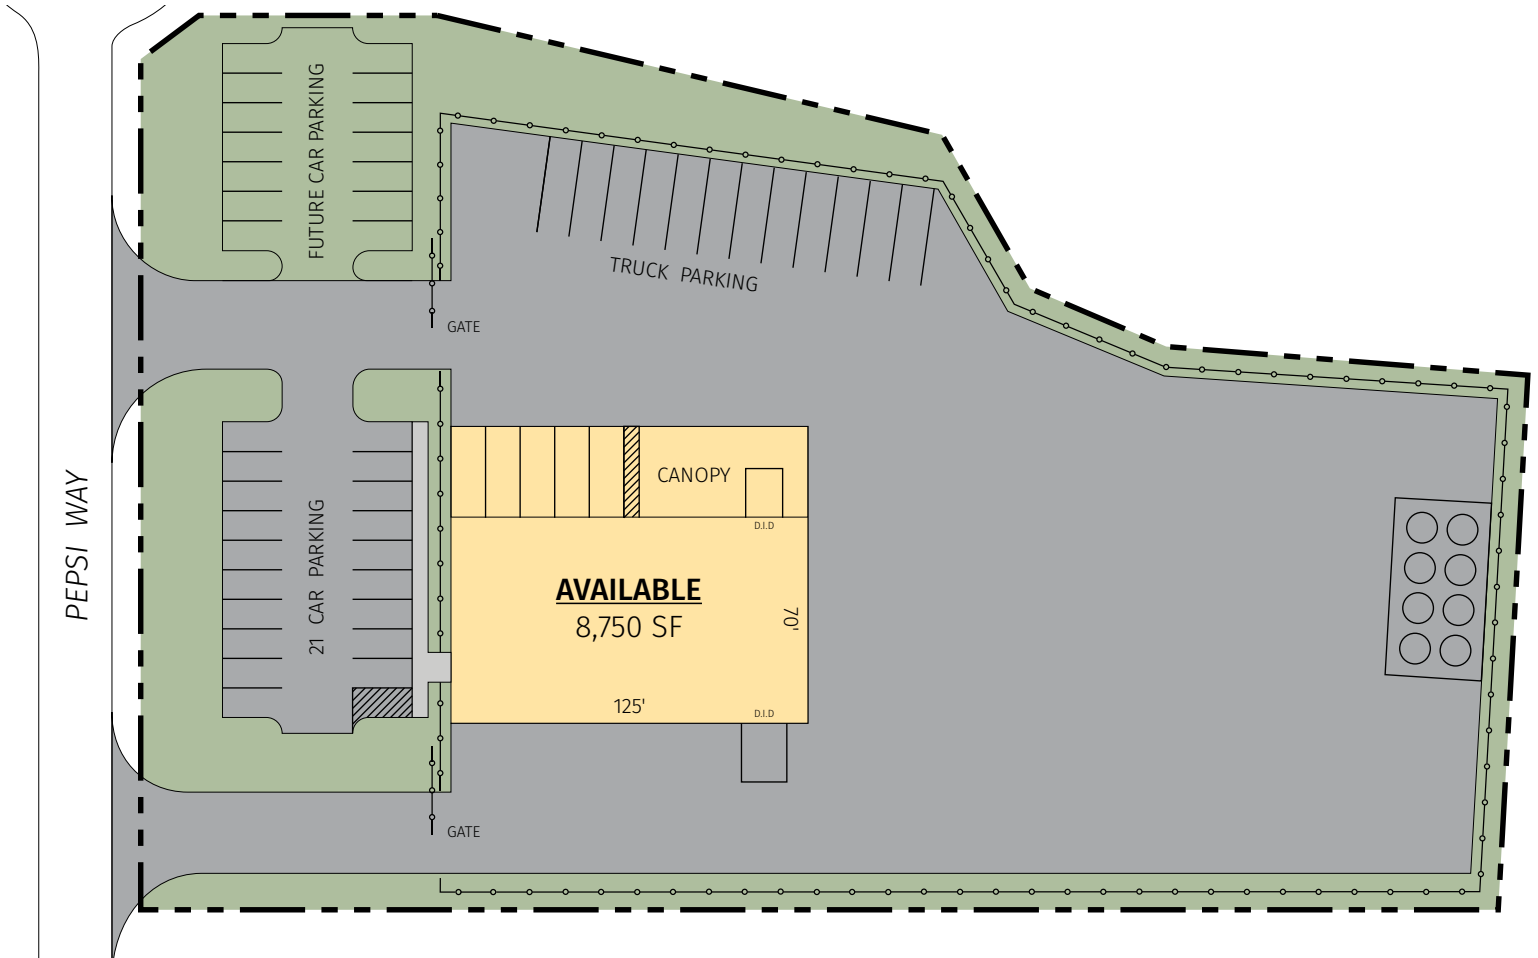 FUTURE CAR PARKING
TRUCK PARKING
GATE
PEPSI WAY
21 CAR PARKING
CANOPY
D.I.D
AVAILABLE
8,750 SF
70'
125'
D.I.D
GATE